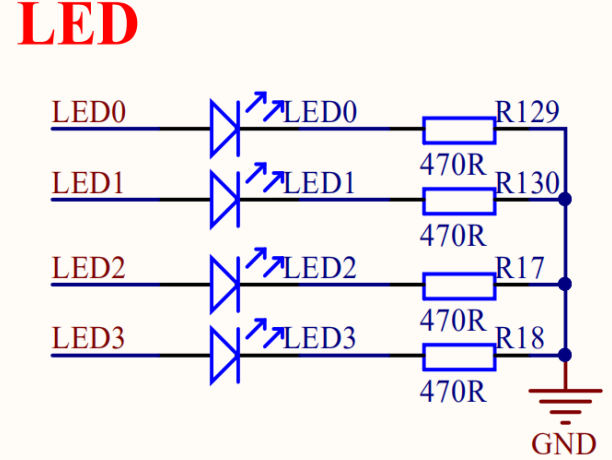 LED
LED0 LED0 R129
470R
LED1 LED1 R130
470R
LED2 LED2 R17
470R
LED3 LED3 R18
470R
GND